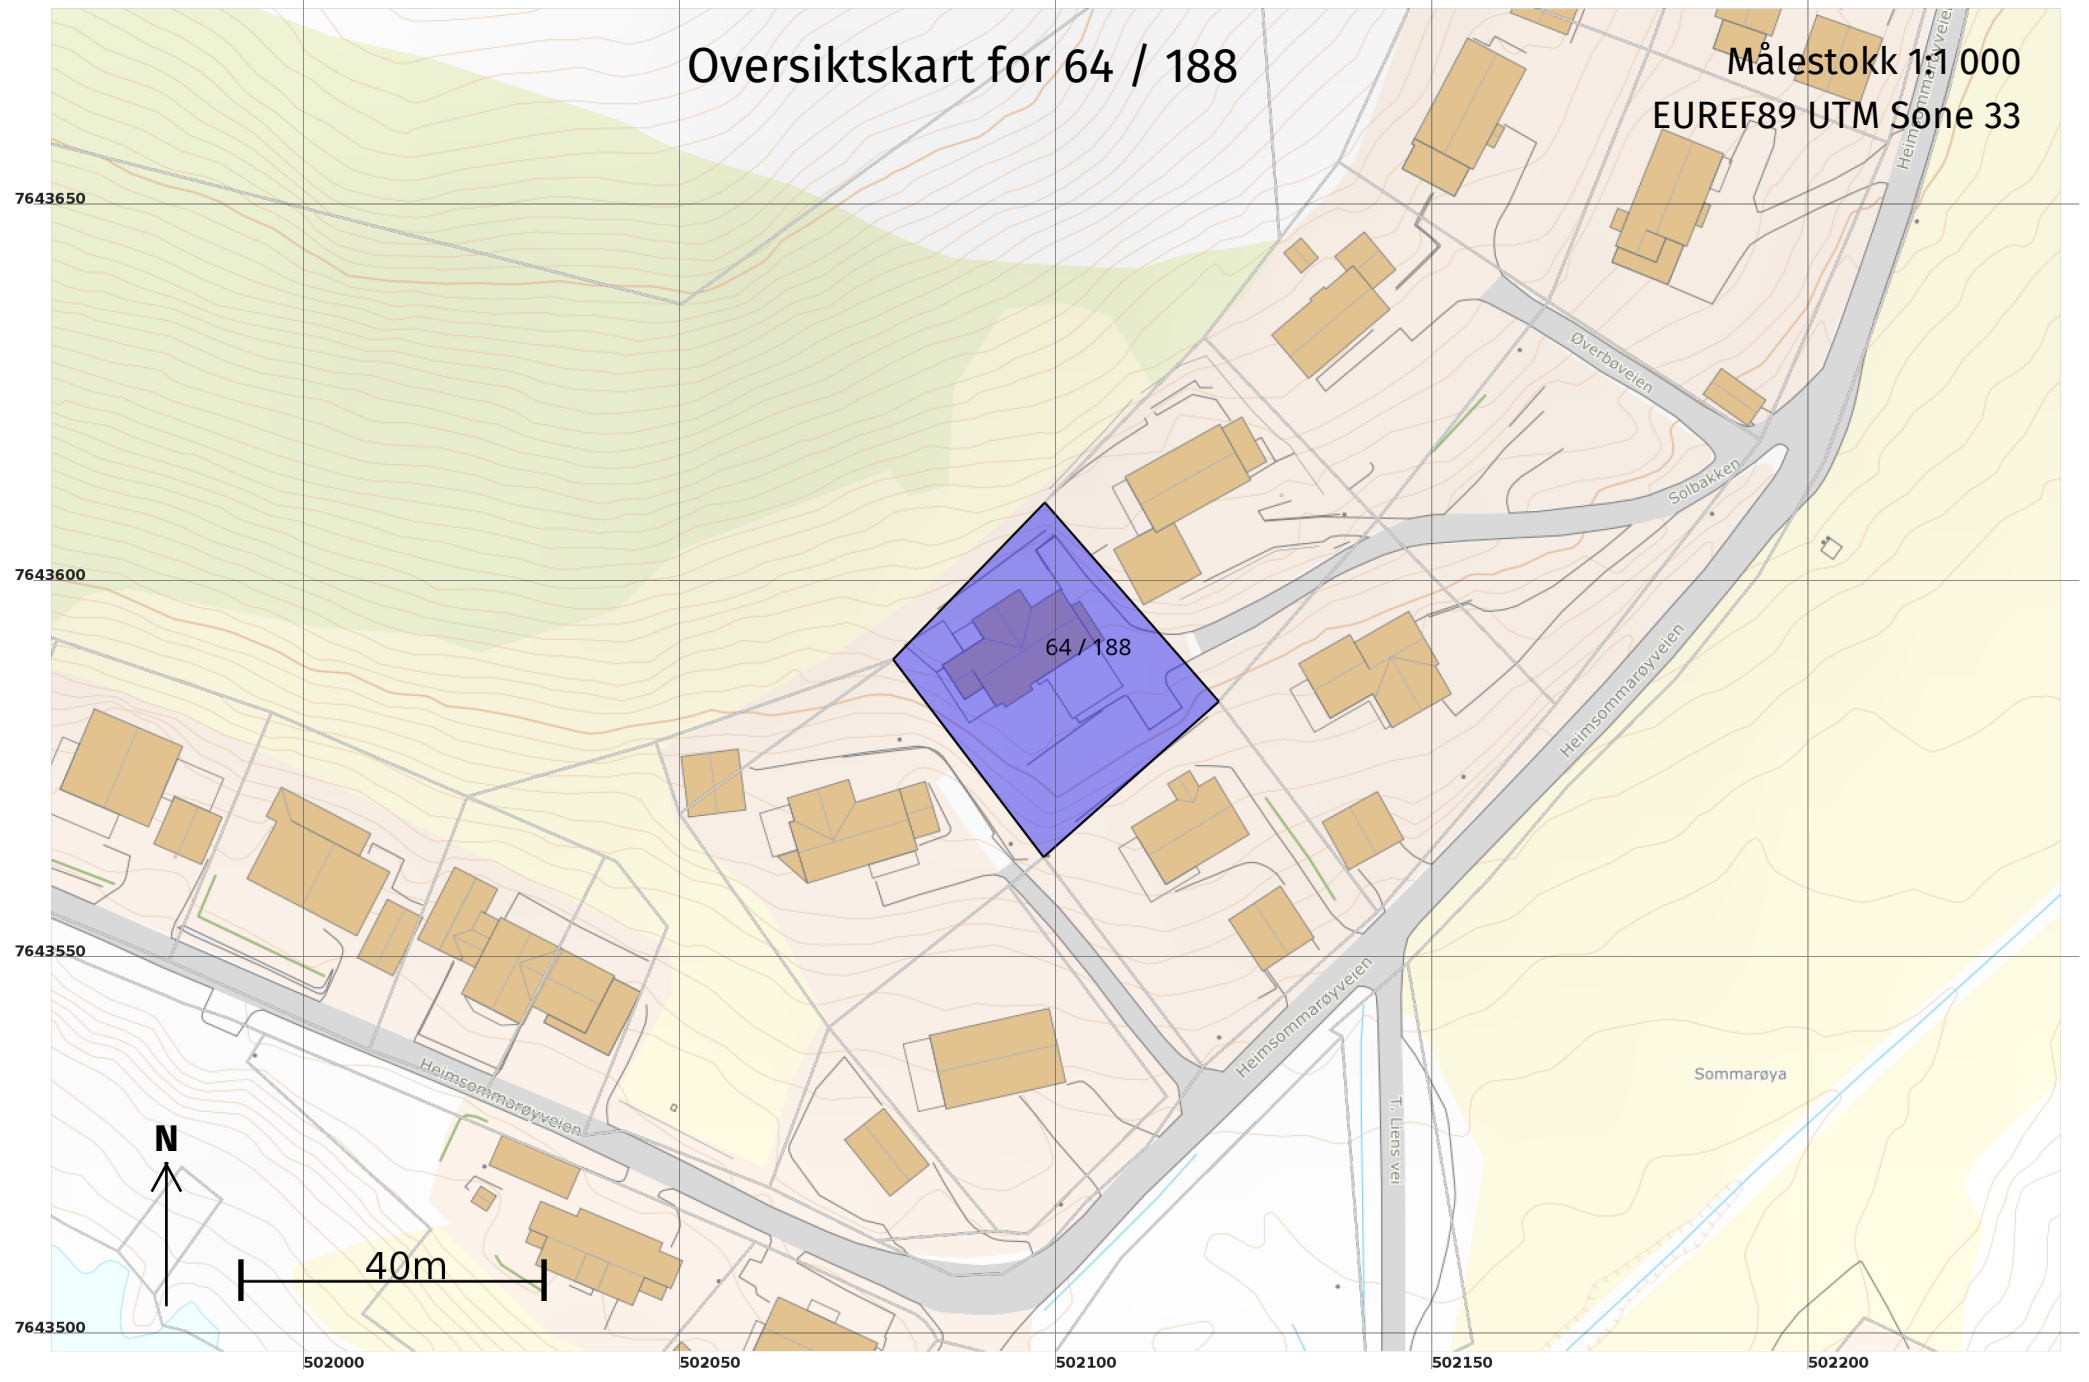 Oversiktskart for 64 / 188
Målestokk 1:1 000
EUREF89 UTM Sone 33
Heimsommarøyveien
7643650
Øverbøveien
Solbakken
7643600
64 / 188
Heimsommarøyveien
7643550
Heimsommarøyveien
Heimsommarøyveien
Sommarøya
T. Liens vei
N
40m
7643500
502000
502050
502100
502150
502200